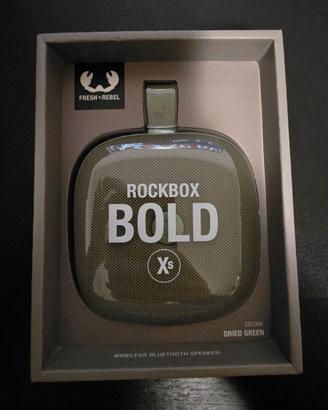 FRESH 'N REBEL
ROCKBOX
BOLD
Xs
COLOUR
DRIED GREEN
WIRELESS BLUETOOTH SPEAKER